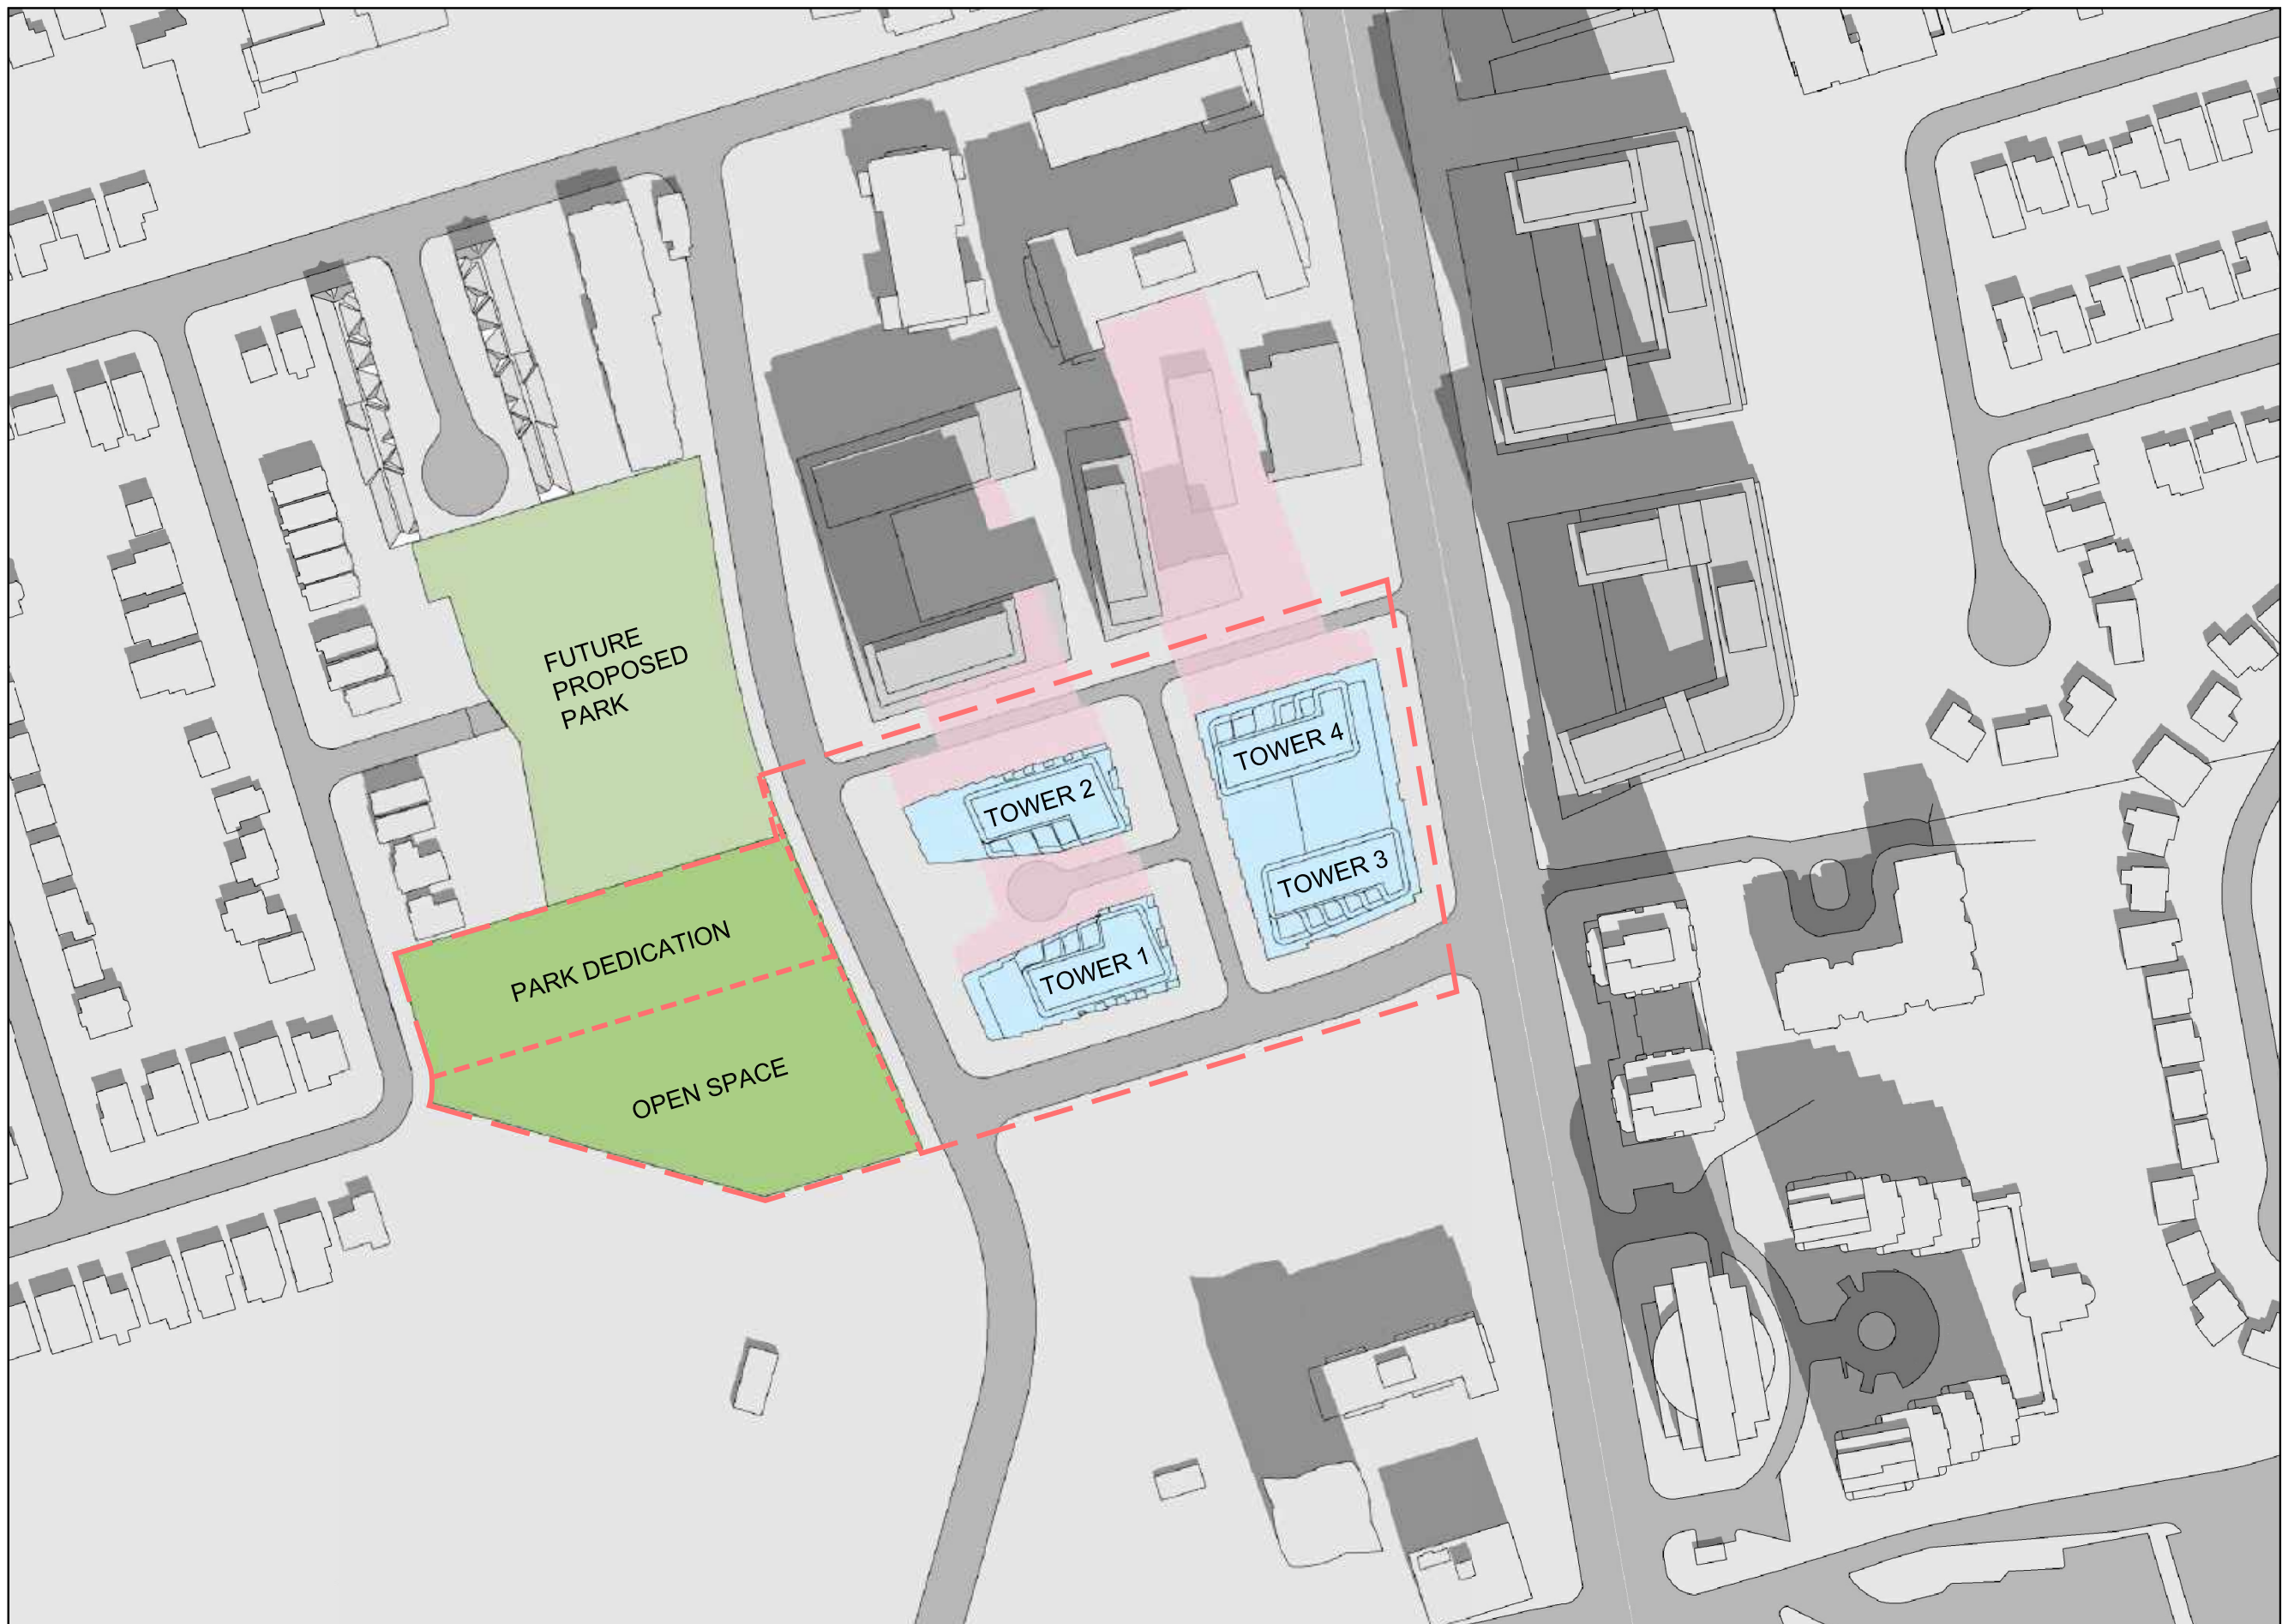 FUTURE
PROPOSED
PARK
TOWER 4
TOWER 2
TOWER 3
PARK DEDICATION
TOWER 1
OPEN SPACE